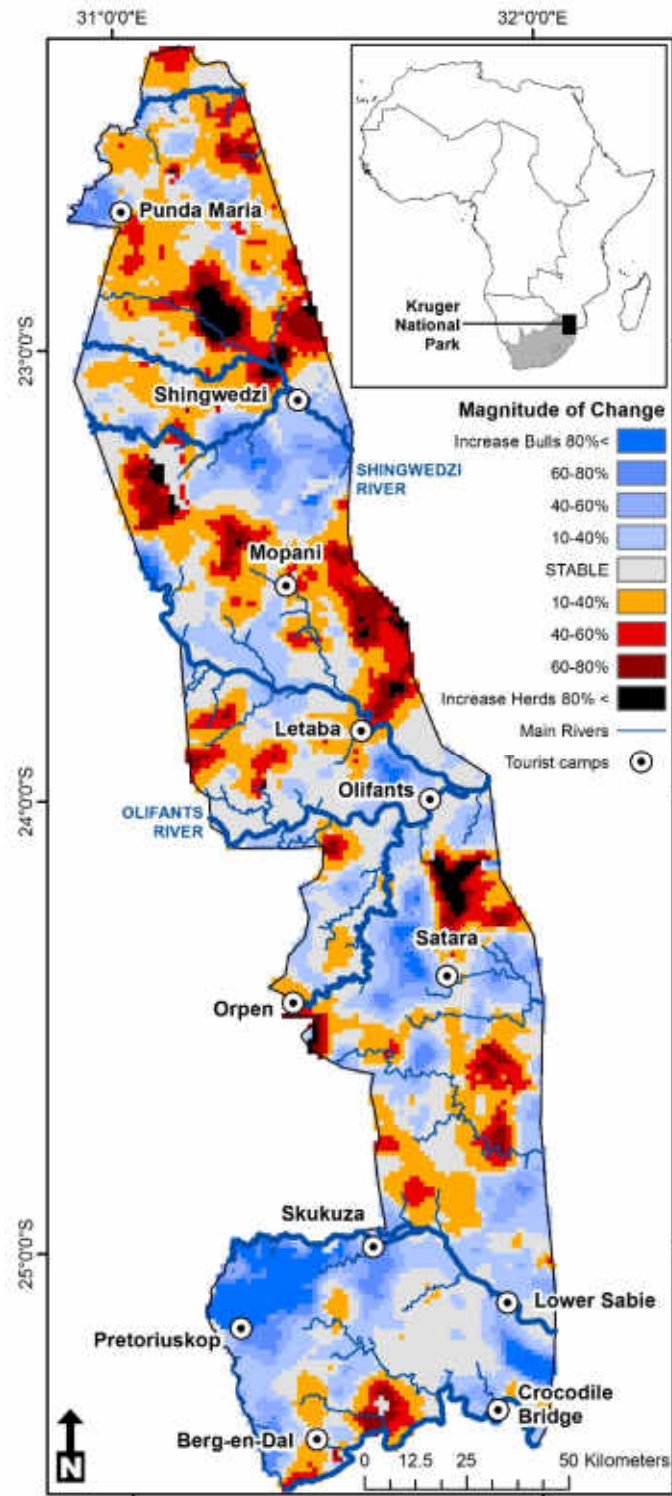 31°0'0"E
32°0'0"E
Punda Maria
Kruger
National
Park
23°0'0"S
Shingwedzi
Magnitude of Change
Increase Bulls 80%<
60-80%
40-60%
10-40%
STABLE
10-40%
40-60%
60-80%
Increase Herds 80% <
Main Rivers
Tourist camps
SHINGWEDZI
RIVER
Mopani
Letaba
24°0'0"S
Olifants
OLIFANTS
RIVER
Satara
Orpen
Skukuza
25°0'0"S
Lower Sabie
Pretoriuskop
Crocodile
Bridge
Berg-en-Dal
N
0 12.5 25 50 Kilometers